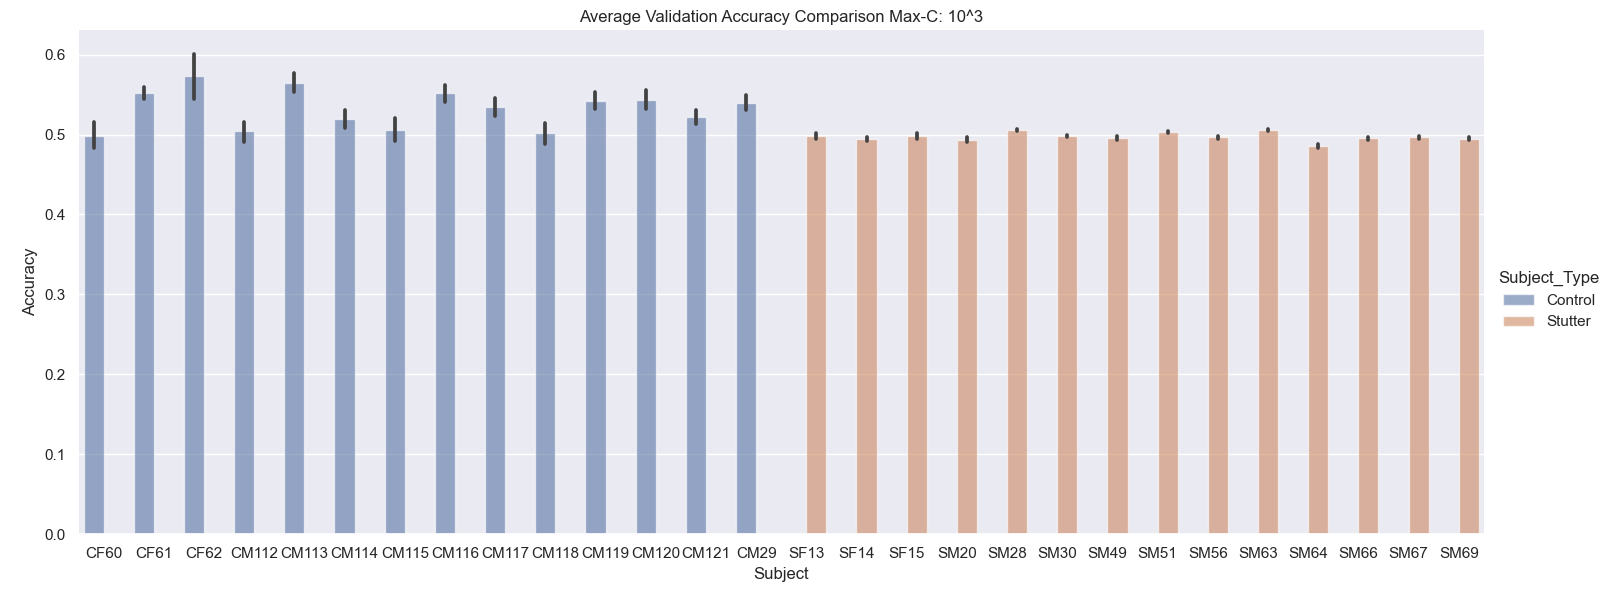 Average Validation Accuracy Comparison Max-C: 10^3
0.6
0.5
0.4
0.3
0.2
0.1
0.0
Accuracy
CF60 CF61 CF62 CM112 CM113 CM114 CM115 CM116 CM117 CM118 CM119 CM120 CM121 CM29 SF13 SF14 SF15 SM20 SM28 SM30 SM49 SM51 SM56 SM63 SM64 SM66 SM67 SM69
Subject
Subject_Type
Control
Stutter